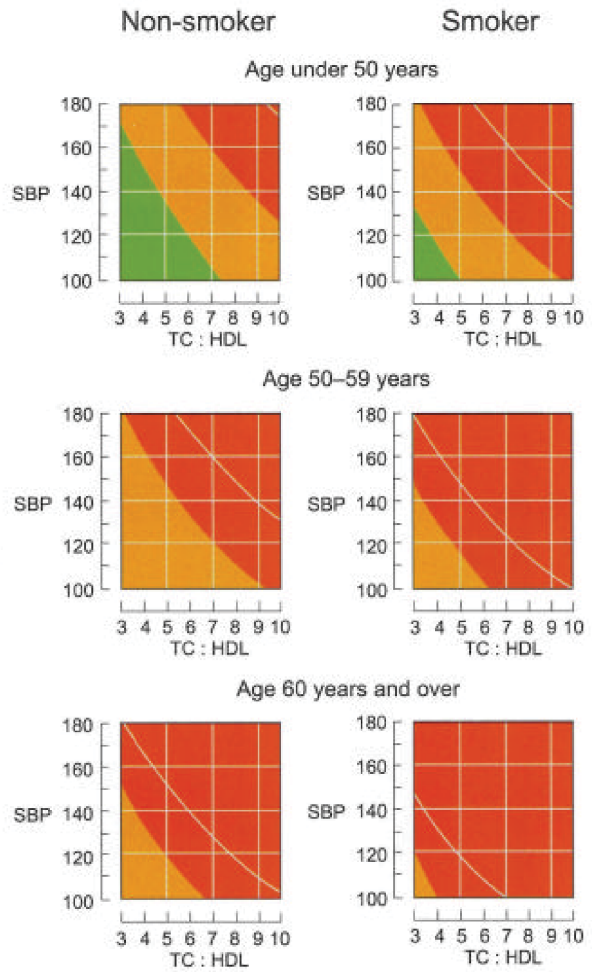 Non-smoker Smoker
Age under 50 years
180 180
160 160
SBP 140 SBP 140
120 120
100 100
3 4 5 6 7 8 9 10 3 4 5 6 7 8 9 10
TC : HDL TC : HDL
Age 50–59 years
180 180
160 160
SBP 140 SBP 140
120 120
100 100
3 4 5 6 7 8 9 10 3 4 5 6 7 8 9 10
TC : HDL TC : HDL
Age 60 years and over
180 180
160 160
SBP 140 SBP 140
120 120
100 100
3 4 5 6 7 8 9 10 3 4 5 6 7 8 9 10
TC : HDL TC : HDL